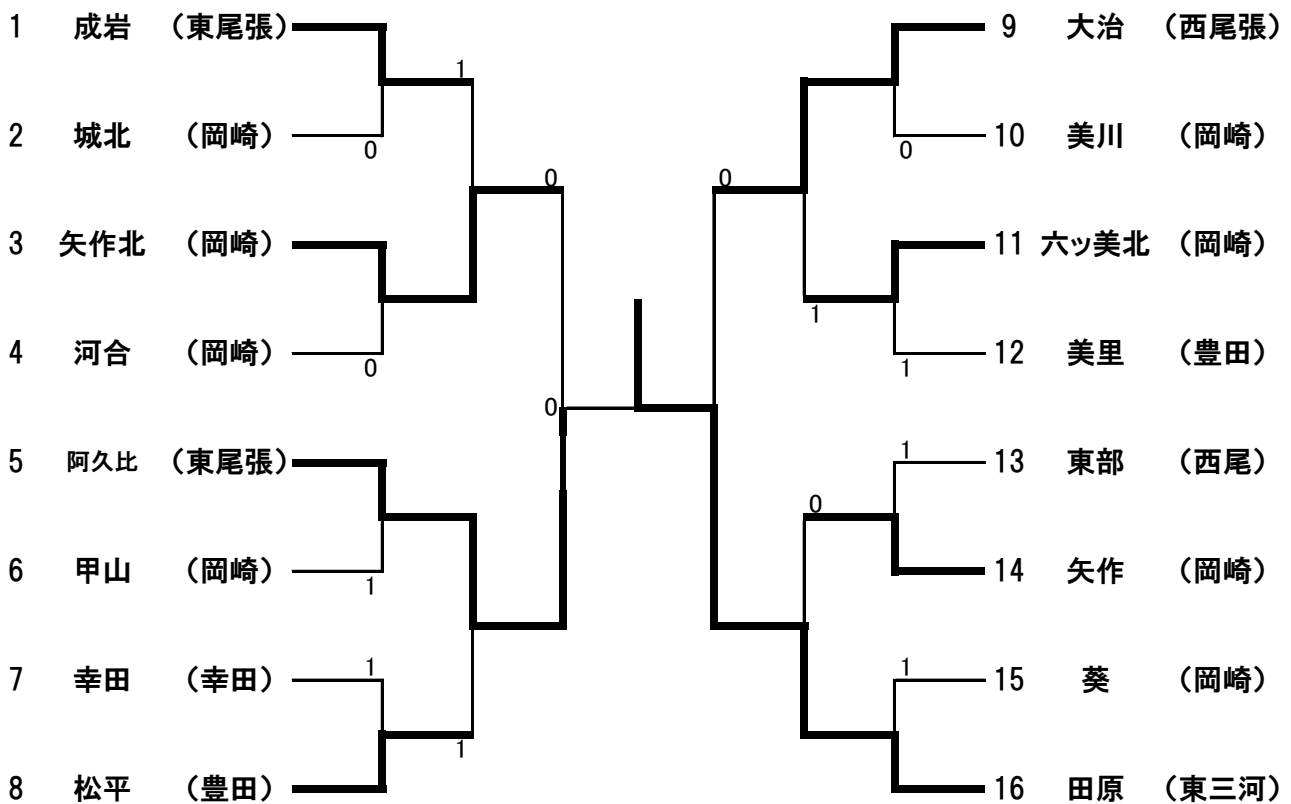 1 成岩 （東尾張）
9 大治 （西尾張）
1
2 城北 （岡崎）
0
10 美川 （岡崎）
0
0
0
3 矢作北 （岡崎）
11 六ッ美北 （岡崎）
1
4 河合 （岡崎）
0
12 美里 （豊田）
1
0
5 阿久比 （東尾張）
1
13 東部 （西尾）
0
6 甲山 （岡崎）
1
14 矢作 （岡崎）
7 幸田 （幸田）
1
1
15 葵 （岡崎）
1
8 松平 （豊田）
16 田原 （東三河）